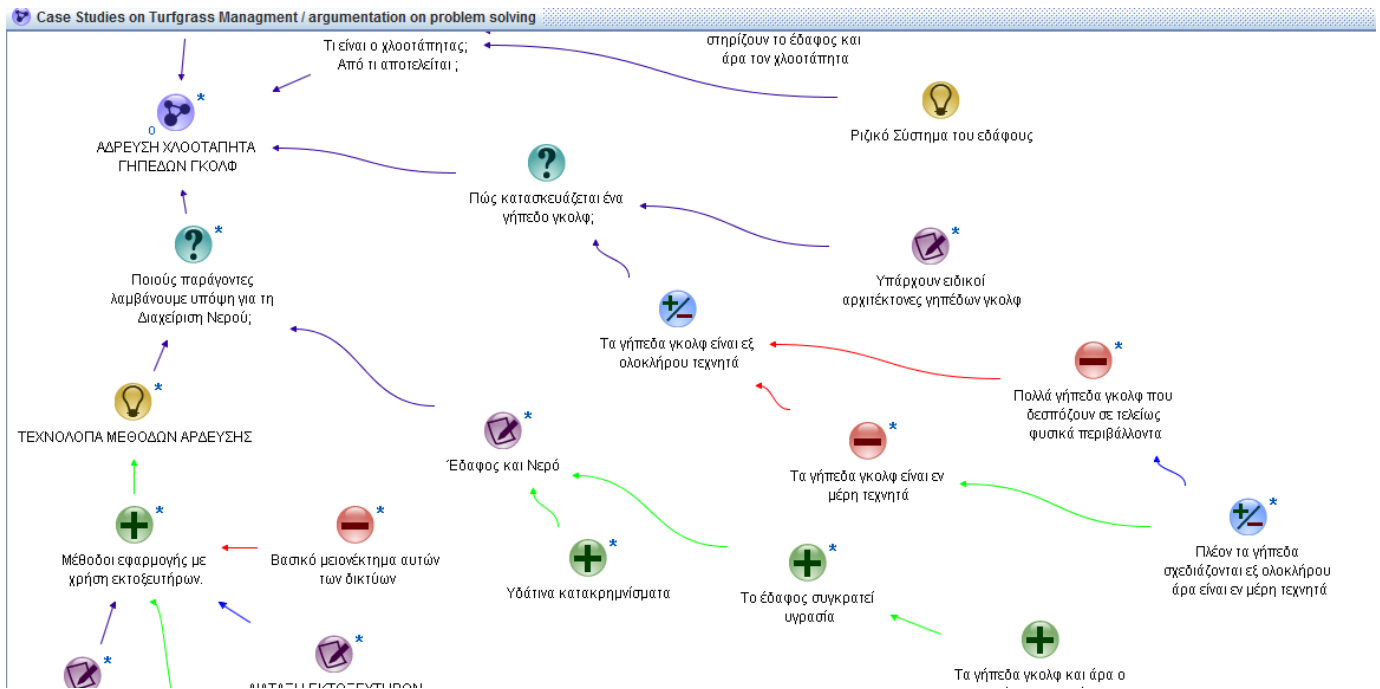 Case Studies on Turfgrass Managment / argumentation on problem solving
Τι είναι ο χλοοτάπητας;
Από τι αποτελείται ;
στηρίζουν το έδαφος και
άρα τον χλοοτάπητα
Ριζικό Σύστημα του εδάφους
0
ΑΔΡΕΥΣΗ ΧΛΟΟΤΑΠΗΤΑ
ΓΗΠΕΔΩΝ ΓΚΟΛΦ
Πώς κατασκευάζεται ένα
γήπεδο γκολφ;
Υπάρχουν ειδικοί
αρχιτέκτονες γηπέδων γκολφ
Ποιούς παράγοντες
λαμβάνουμε υπόψη για τη
Διαχείριση Νερού;
Τα γήπεδα γκολφ είναι εξ
ολοκλήρου τεχνητά
Πολλά γήπεδα γκολφ που
δεσπόζουν σε τελείως
φυσικά περιβάλλοντα
ΤΕΧΝΟΛΟΓΙΑ ΜΕΘΟΔΩΝ ΑΡΔΕΥΣΗΣ
Έδαφος και Νερό
Τα γήπεδα γκολφ είναι εν
μέρη τεχνητά
Μέθοδοι εφαρμογής με
χρήση εκτοξευτήρων.
Βασικό μειονέκτημα αυτών
των δικτύων
Υδάτινα κατακρημνίσματα
Το έδαφος συγκρατεί
υγρασία
Πλέον τα γήπεδα
σχεδιάζονται εξ ολοκλήρου
άρα είναι εν μέρη τεχνητά
Τα γήπεδα γκολφ και άρα ο